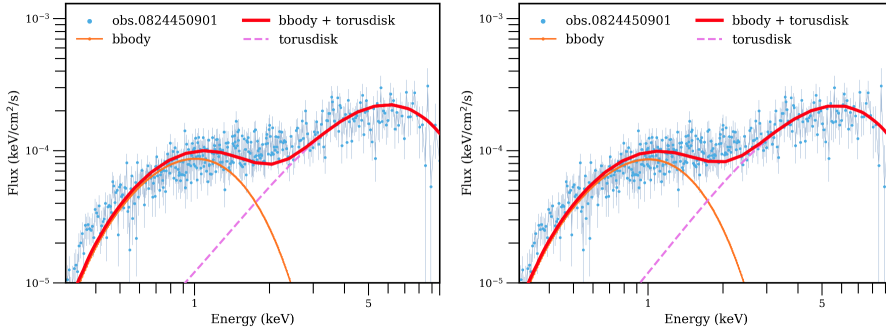 10⁻³
obs.0824450901
bbody + torusdisk
bbody
torusdisk
Flux (keV/cm²/s)
10⁻⁴
10⁻⁵
1
5
Energy (keV)
10⁻³
obs.0824450901
bbody + torusdisk
bbody
torusdisk
Flux (keV/cm²/s)
10⁻⁴
10⁻⁵
1
5
Energy (keV)